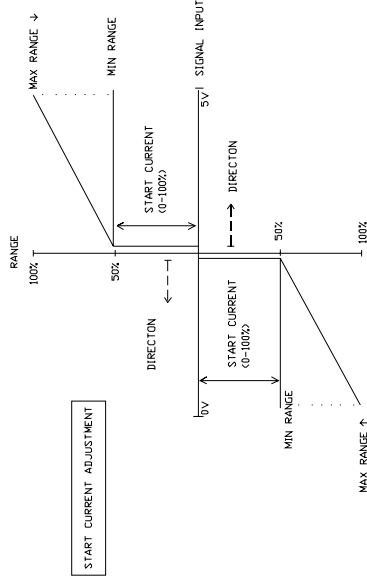 START CURRENT ADJUSTMENT
RANGE
100%
MAX RANGE ↓
50%
MIN RANGE
START CURRENT
(0-100%)
DIRECTON
0V
5V
SIGNAL INPUT
DIRECTON
START CURRENT
(0-100%)
MIN RANGE
50%
MAX RANGE ↑
100%